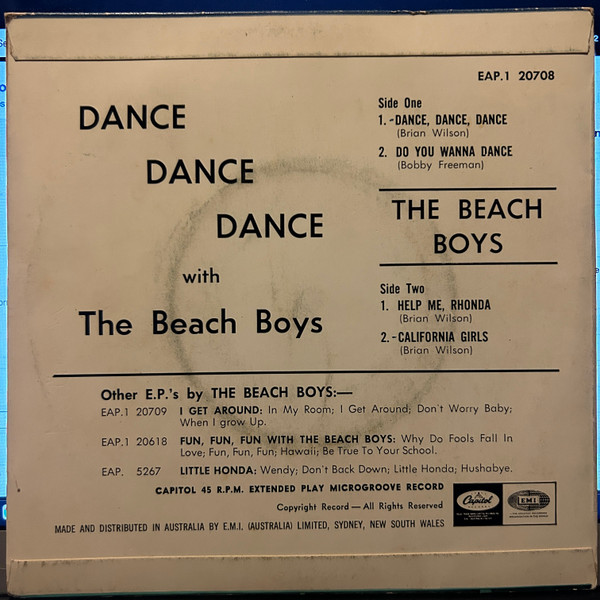 EAP.1 20708
DANCE
DANCE
DANCE
with
The Beach Boys
Side One
1.-DANCE, DANCE, DANCE
(Brian Wilson)
2. DO YOU WANNA DANCE
(Bobby Freeman)
THE BEACH
BOYS
Side Two
1. HELP ME, RHONDA
(Brian Wilson)
2.-CALIFORNIA GIRLS
(Brian Wilson)
Other E.P.'s by THE BEACH BOYS:—
EAP.1 20709 I GET AROUND: In My Room; I Get Around; Don't Worry Baby;
When I grow Up.
EAP.1 20618 FUN, FUN, FUN WITH THE BEACH BOYS: Why Do Fools Fall In
Love; Fun, Fun, Fun; Hawaii; Be True To Your School.
EAP. 5267 LITTLE HONDA; Wendy; Don't Back Down; Little Honda; Hushabye.
CAPITOL 45 R.P.M. EXTENDED PLAY MICROGROOVE RECORD
Copyright Record — All Rights Reserved
MADE AND DISTRIBUTED IN AUSTRALIA BY E.M.I. (AUSTRALIA) LIMITED, SYDNEY, NEW SOUTH WALES
Capitol
RECORDS
EMI